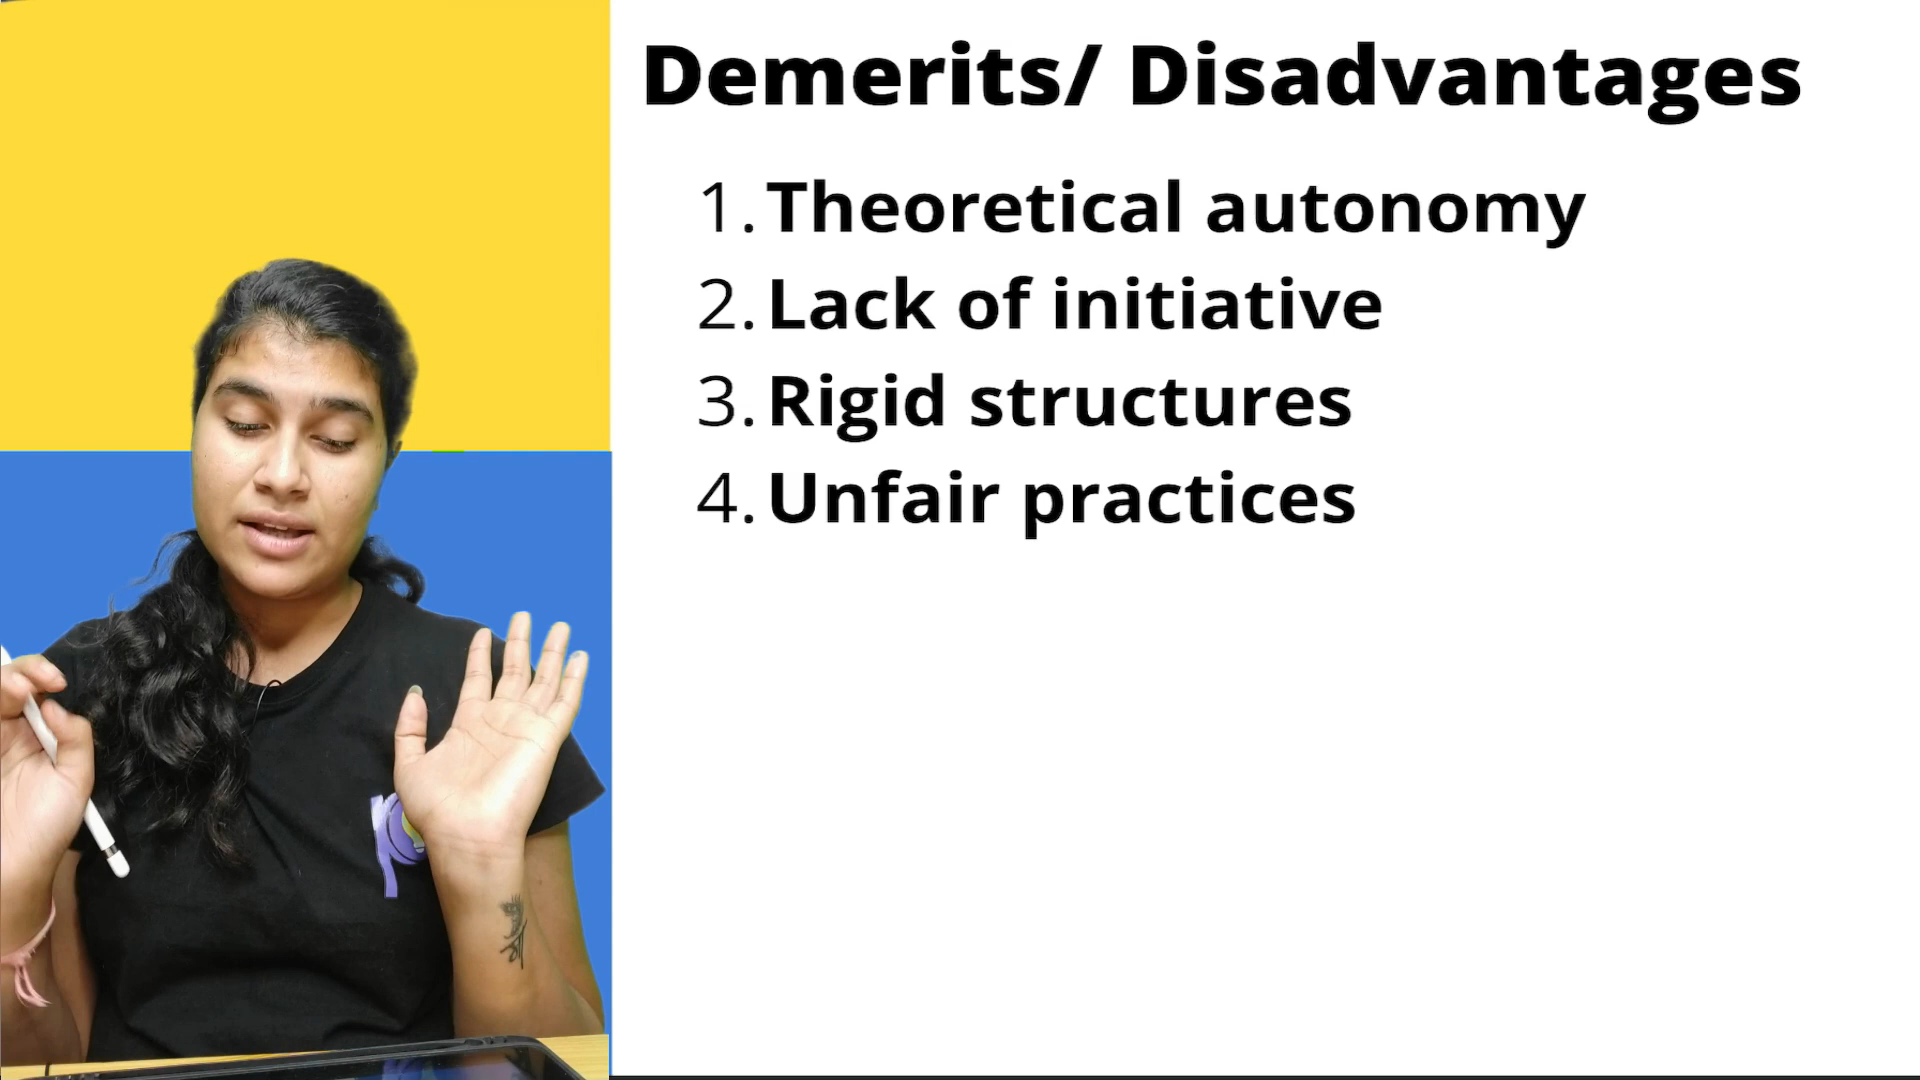 Demerits/ Disadvantages
1. Theoretical autonomy
2. Lack of initiative
3. Rigid structures
4. Unfair practices